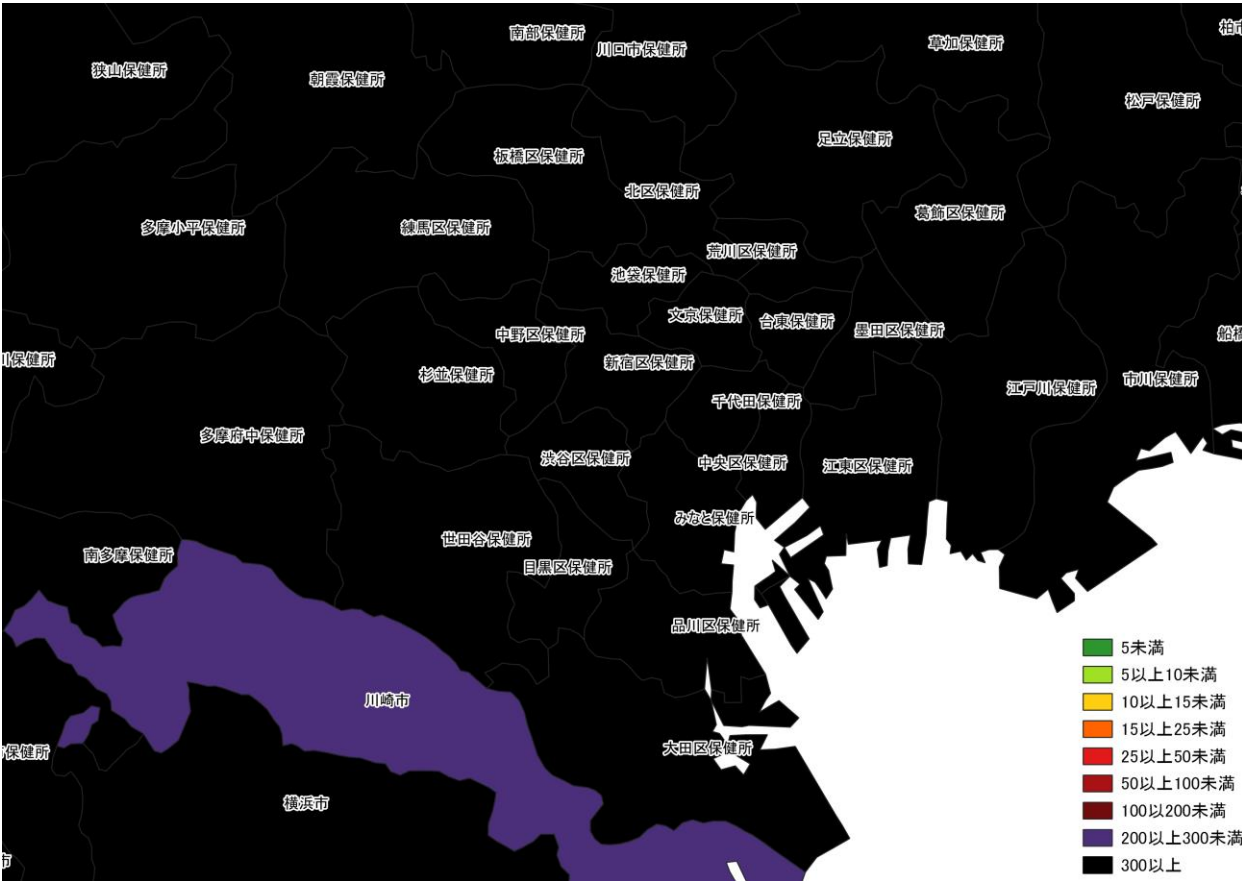 南部保健所
川口市保健所
草加保健所
狭山保健所
朝霞保健所
松戸保健所
足立保健所
板橋区保健所
北区保健所
葛飾区保健所
多摩小平保健所
練馬区保健所
荒川区保健所
池袋保健所
文京保健所
台東保健所
墨田区保健所
中野区保健所
新宿区保健所
川保健所
杉並保健所
江戸川保健所
市川保健所
千代田保健所
多摩府中保健所
渋谷区保健所
中央区保健所
江東区保健所
みなと保健所
世田谷保健所
南多摩保健所
目黒区保健所
品川区保健所
川崎市
大田区保健所
保健所
横浜市
市
5未満
5以上10未満
10以上15未満
15以上25未満
25以上50未満
50以上100未満
100以200未満
200以上300未満
300以上